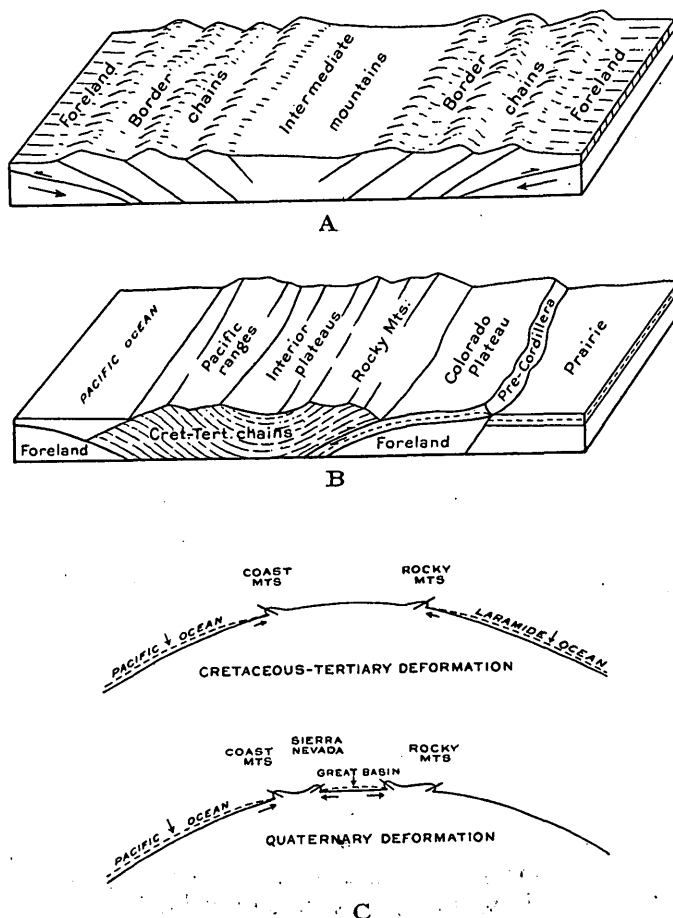 Foreland
Border
chains
Intermediate
mountains
Border
chains
Foreland
A
PACIFIC OCEAN
Pacific
ranges
Interior
plateaus
Rocky Mts.
Colorado
Plateau
Pre-Cordillera
Prairie
Foreland
Cret-Tert. chains
Foreland
B
COAST
MTS
ROCKY
MTS
PACIFIC OCEAN
LARAMIDE OCEAN
CRETACEOUS-TERTIARY DEFORMATION
COAST
MTS
SIERRA
NEVADA
ROCKY
MTS
GREAT BASIN
PACIFIC OCEAN
QUATERNARY DEFORMATION
C